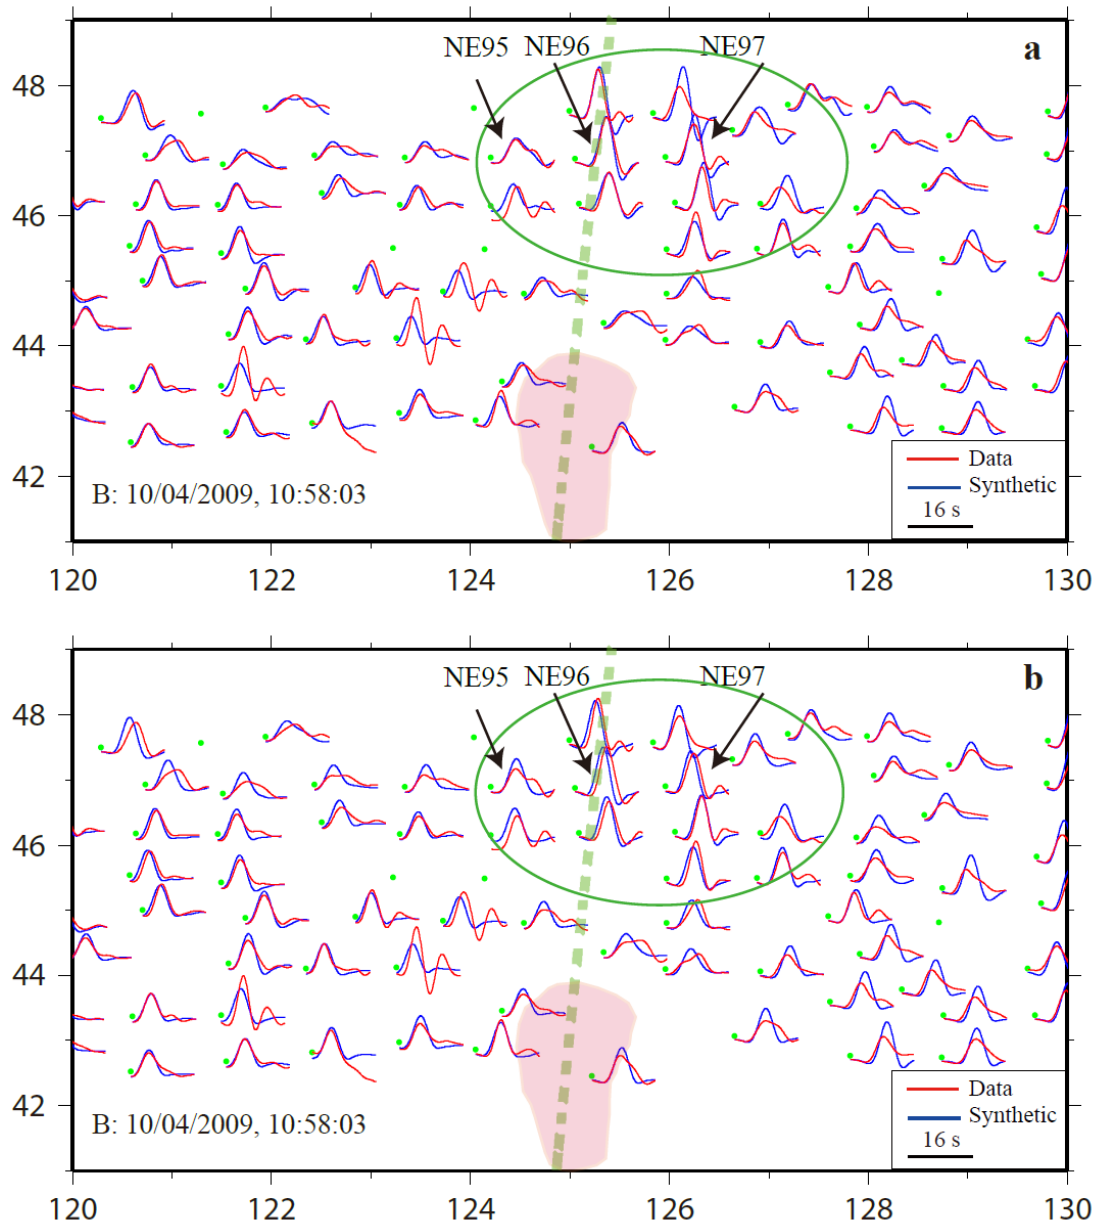 NE95 NE96 NE97 a
48
46
44
42
B: 10/04/2009, 10:58:03
Data
Synthetic
16 s
120 122 124 126 128 130
NE95 NE96 NE97 b
48
46
44
42
B: 10/04/2009, 10:58:03
Data
Synthetic
16 s
120 122 124 126 128 130